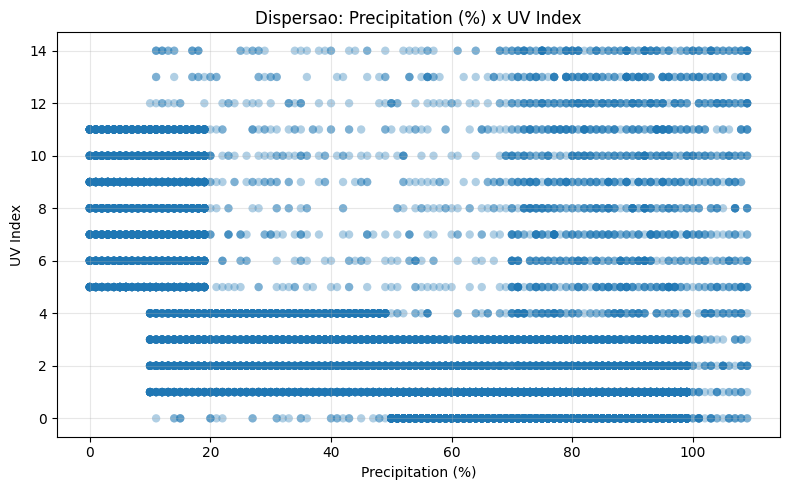 Dispersao: Precipitation (%) x UV Index
14
12
10
8
6
4
2
0
UV Index
0 20 40 60 80 100
Precipitation (%)